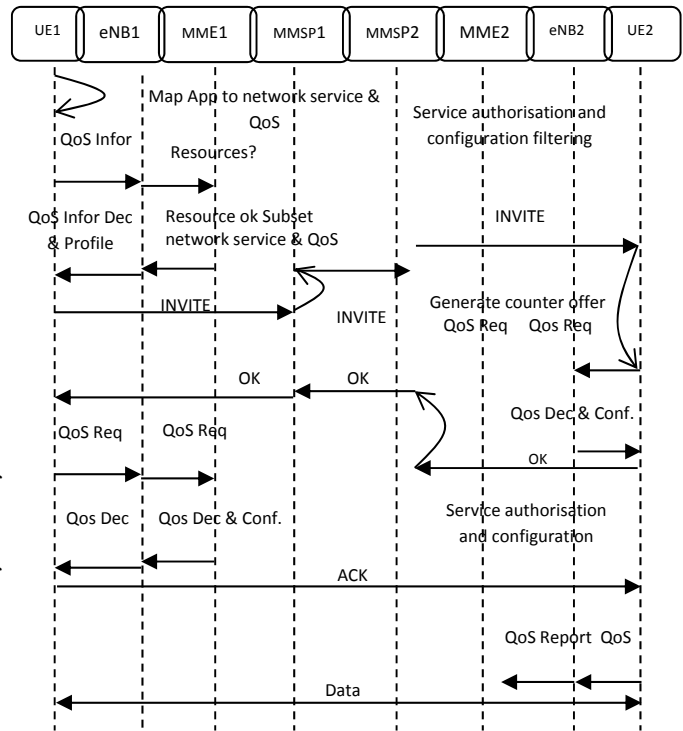 UE1 eNB1 MME1 MMSP1 MMSP2 MME2 eNB2 UE2
Map App to network service &
QoS
Service authorisation and
configuration filtering
QoS Infor
Resources?
QoS Infor Dec
& Profile
Resource ok Subset
network service & QoS
INVITE
INVITE
INVITE
Generate counter offer
QoS Req Qos Req
OK OK
Qos Dec & Conf.
QoS Req QoS Req
OK
Qos Dec Qos Dec & Conf.
Service authorisation
and configuration
ACK
QoS Report QoS
Data